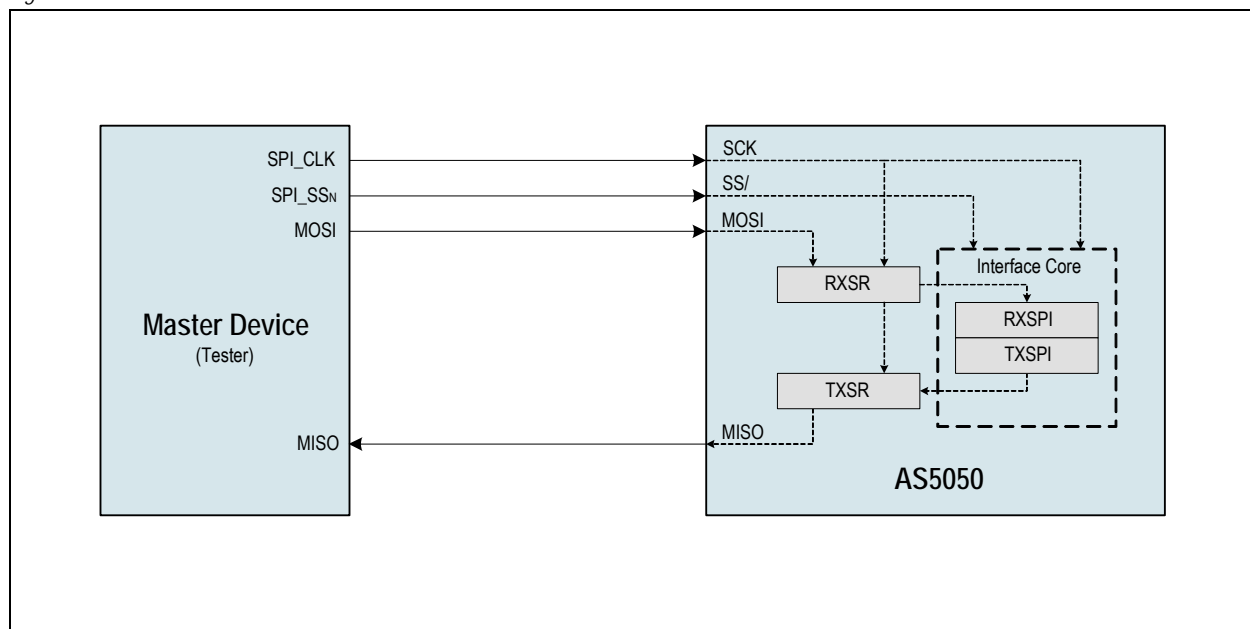 SPI_CLK
SPI_SSN
MOSI
Master Device
(Tester)
MISO
SCK
SS/
MOSI
Interface Core
RXSR
RXSPI
TXSPI
TXSR
MISO
AS5050